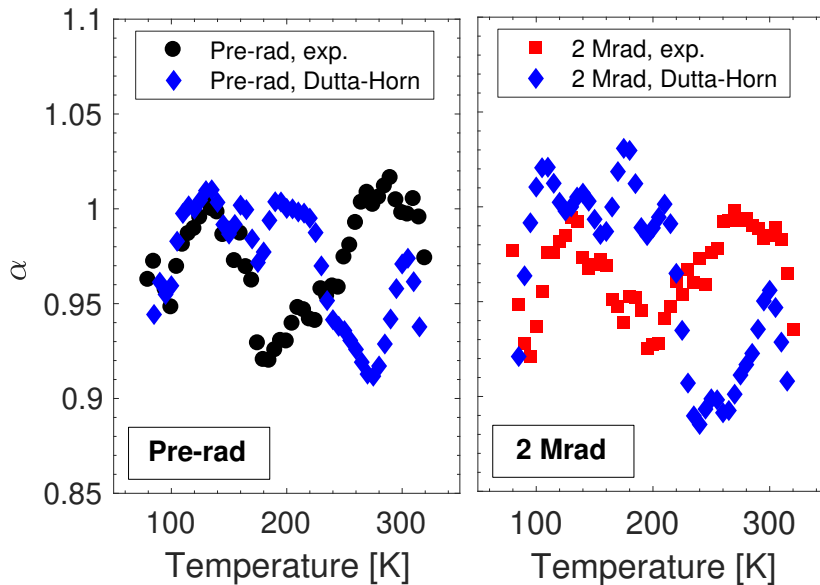 1.1
1.05
1
0.95
0.9
0.85
α
Pre-rad, exp.
Pre-rad, Dutta-Horn
Pre-rad
100 200 300
Temperature [K]
2 Mrad, exp.
2 Mrad, Dutta-Horn
2 Mrad
100 200 300
Temperature [K]